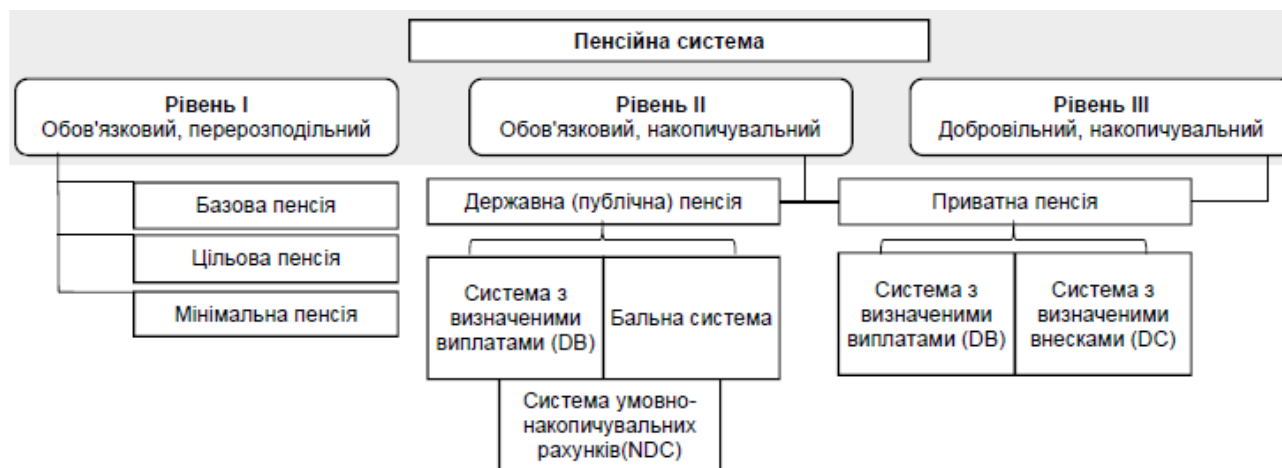 Пенсійна система
Рівень I
Обов'язковий, перерозподільний
Рівень II
Обов'язковий, накопичувальний
Рівень III
Добровільний, накопичувальний
Базова пенсія
Цільова пенсія
Мінімальна пенсія
Державна (публічна) пенсія
Система з
визначеними
виплатами (DB)
Бальна система
Система умовно-
накопичувальних
рахунків(NDC)
Приватна пенсія
Система з
визначеними
виплатами (DB)
Система з
визначеними
внесками (DC)